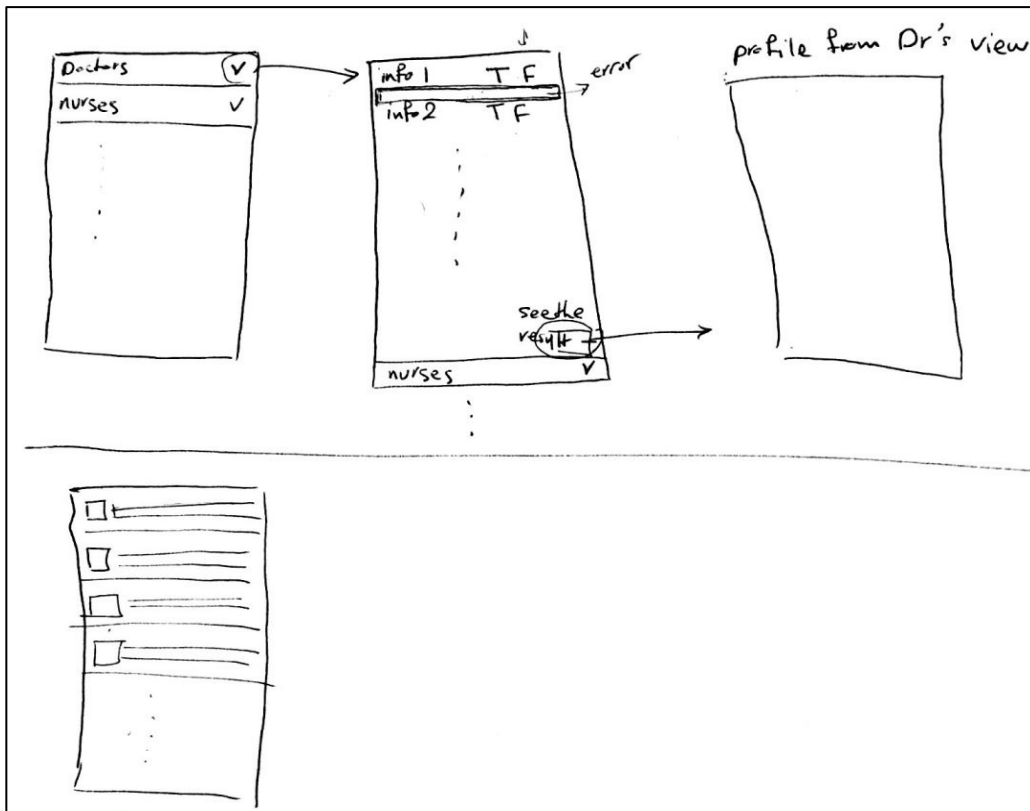 Doctors ✓
nurses ✓
info 1 T F
error
info 2 T F
see the
result
nurses ✓
profile from Dr's view